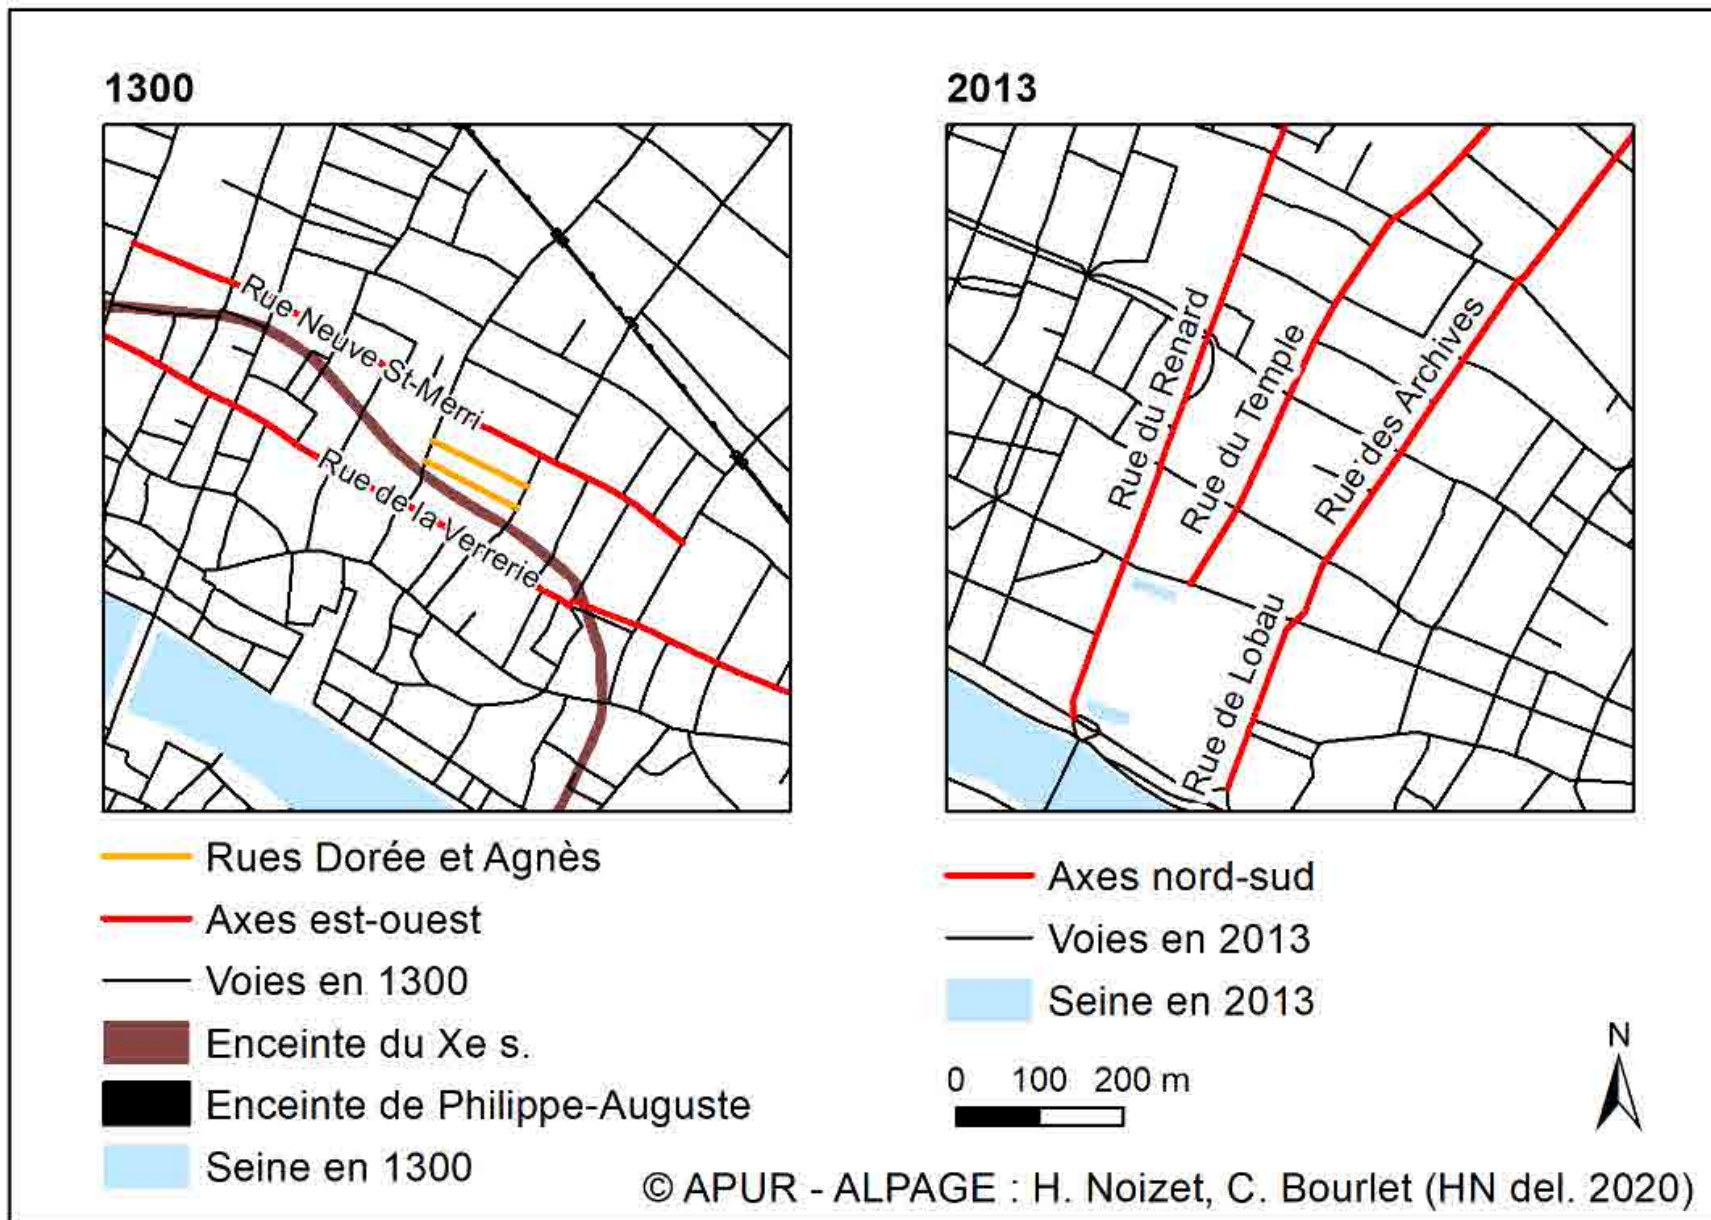 1300
Rue Neuve St-Merri
Rue de la Verrerie
Rues Dorée et Agnès
Axes est-ouest
Voies en 1300
Enceinte du Xe s.
Enceinte de Philippe-Auguste
Seine en 1300
2013
Rue du Renard
Rue du Temple
Rue des Archives
Rue de Lobau
Axes nord-sud
Voies en 2013
Seine en 2013
0 100 200 m
N
© APUR - ALPAGE : H. Noizet, C. Bourlet (HN del. 2020)